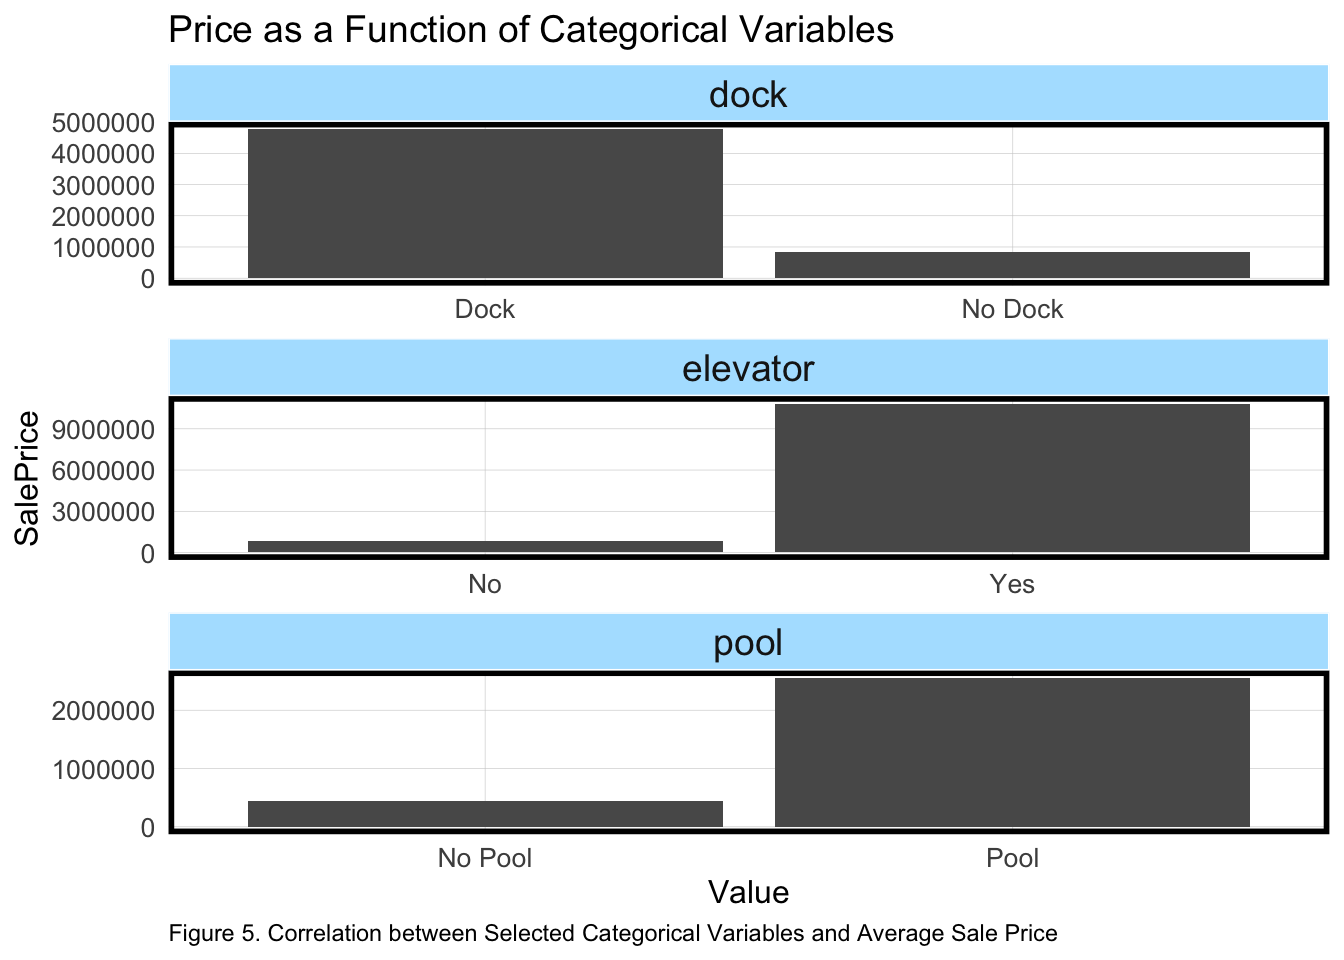 Price as a Function of Categorical Variables
dock
5000000
4000000
3000000
2000000
1000000
0
Dock No Dock
elevator
SalePrice
9000000
6000000
3000000
0
No Yes
pool
2000000
1000000
0
No Pool Pool
Value
Figure 5. Correlation between Selected Categorical Variables and Average Sale Price